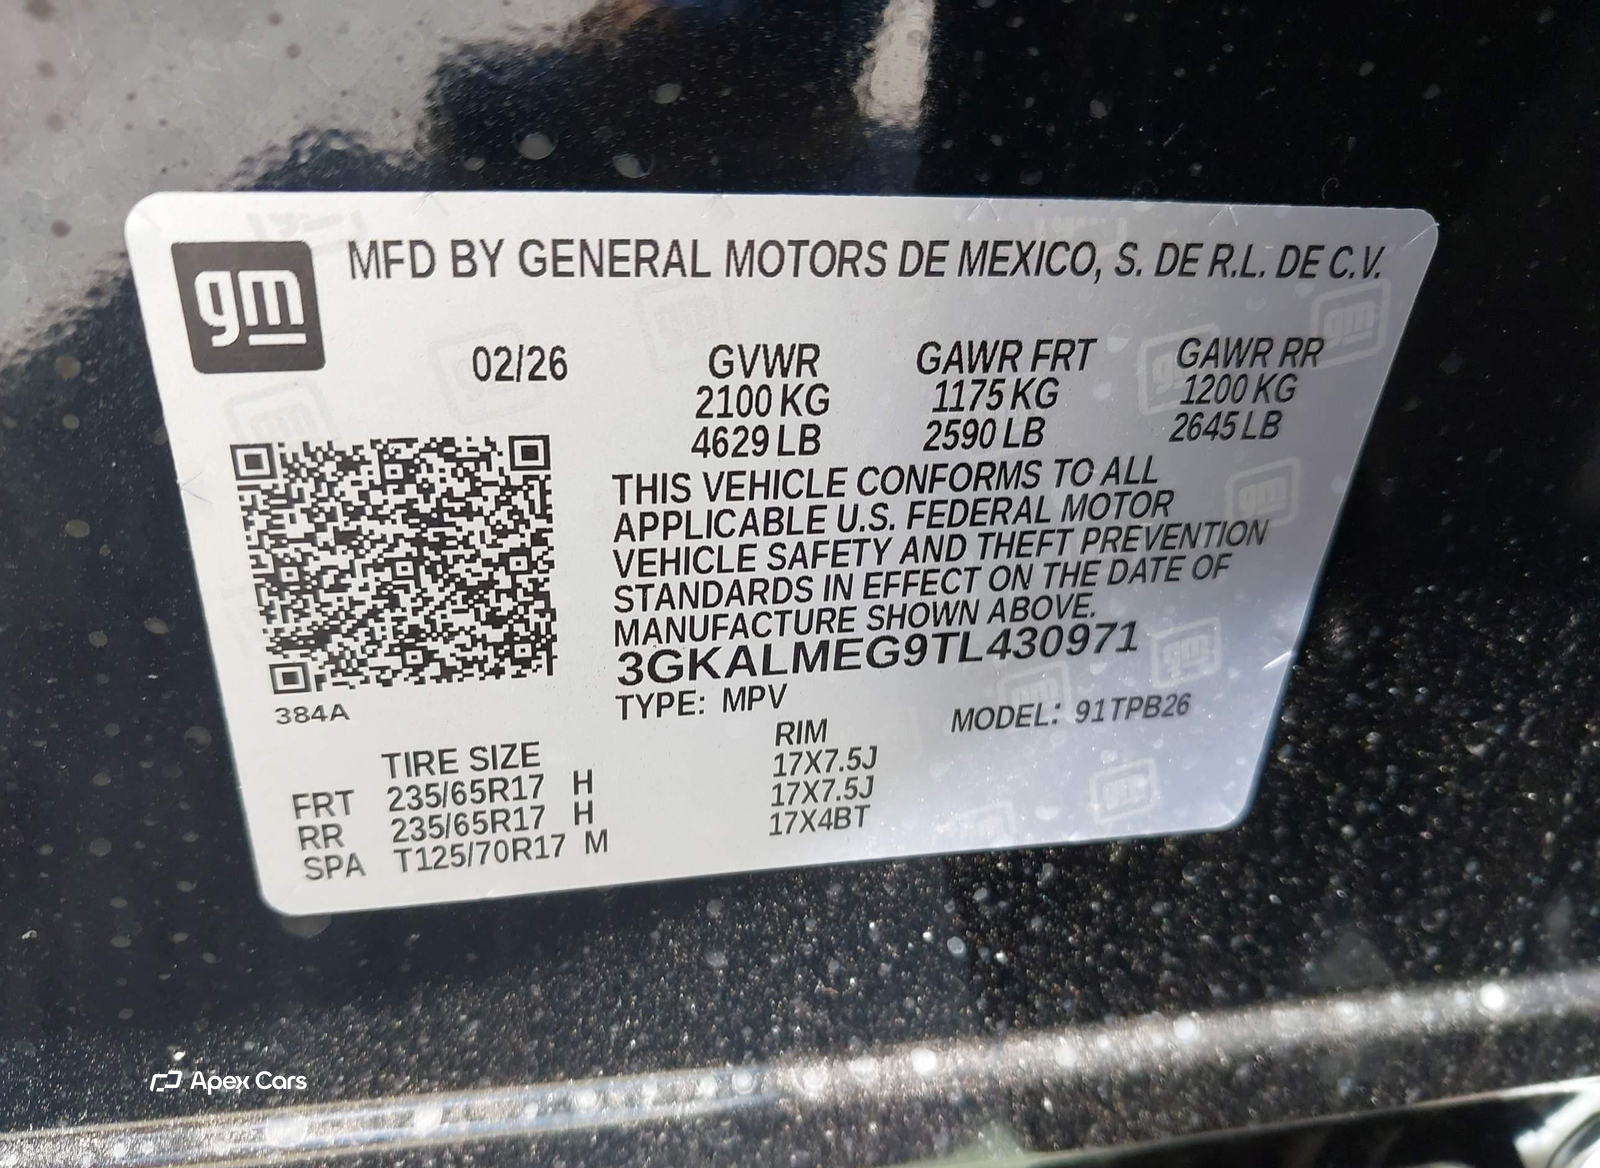 gm MFD BY GENERAL MOTORS DE MEXICO, S. DE R.L. DE C.V.
02/26 GVWR GAWR FRT GAWR RR
2100 KG 1175 KG 1200 KG
4629 LB 2590 LB 2645 LB
THIS VEHICLE CONFORMS TO ALL
APPLICABLE U.S. FEDERAL MOTOR
VEHICLE SAFETY AND THEFT PREVENTION
STANDARDS IN EFFECT ON THE DATE OF
MANUFACTURE SHOWN ABOVE.
3GKALMEG9TL430971
384A TYPE: MPV MODEL: 91TPB26
TIRE SIZE RIM
FRT 235/65R17 H 17X7.5J
RR 235/65R17 H 17X7.5J
SPA T125/70R17 M 17X4BT
Apex Cars